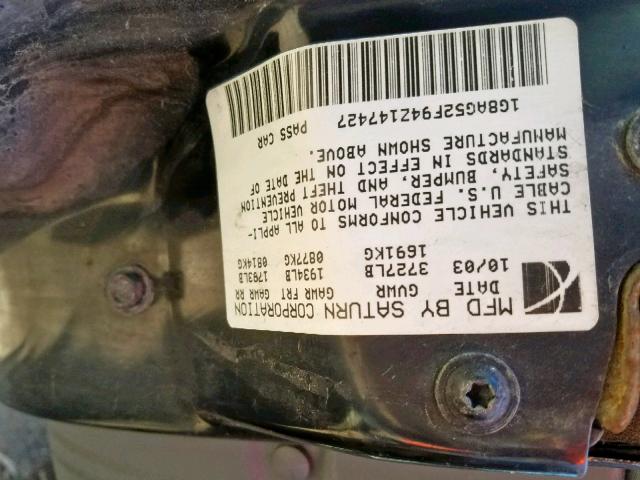 MFD BY SATURN CORPORATION
DATE GVWR GAWR FRT GAWR RR
10/03 3727LB 1934LB 1793LB
1691KG 0877KG 0814KG
THIS VEHICLE CONFORMS TO ALL APPLI-
CABLE U.S. FEDERAL MOTOR VEHICLE
SAFETY, BUMPER, AND THEFT PREVENTION
STANDARDS IN EFFECT ON THE DATE OF
MANUFACTURE SHOWN ABOVE.
PASS CAR
1G8AG52F94Z147427